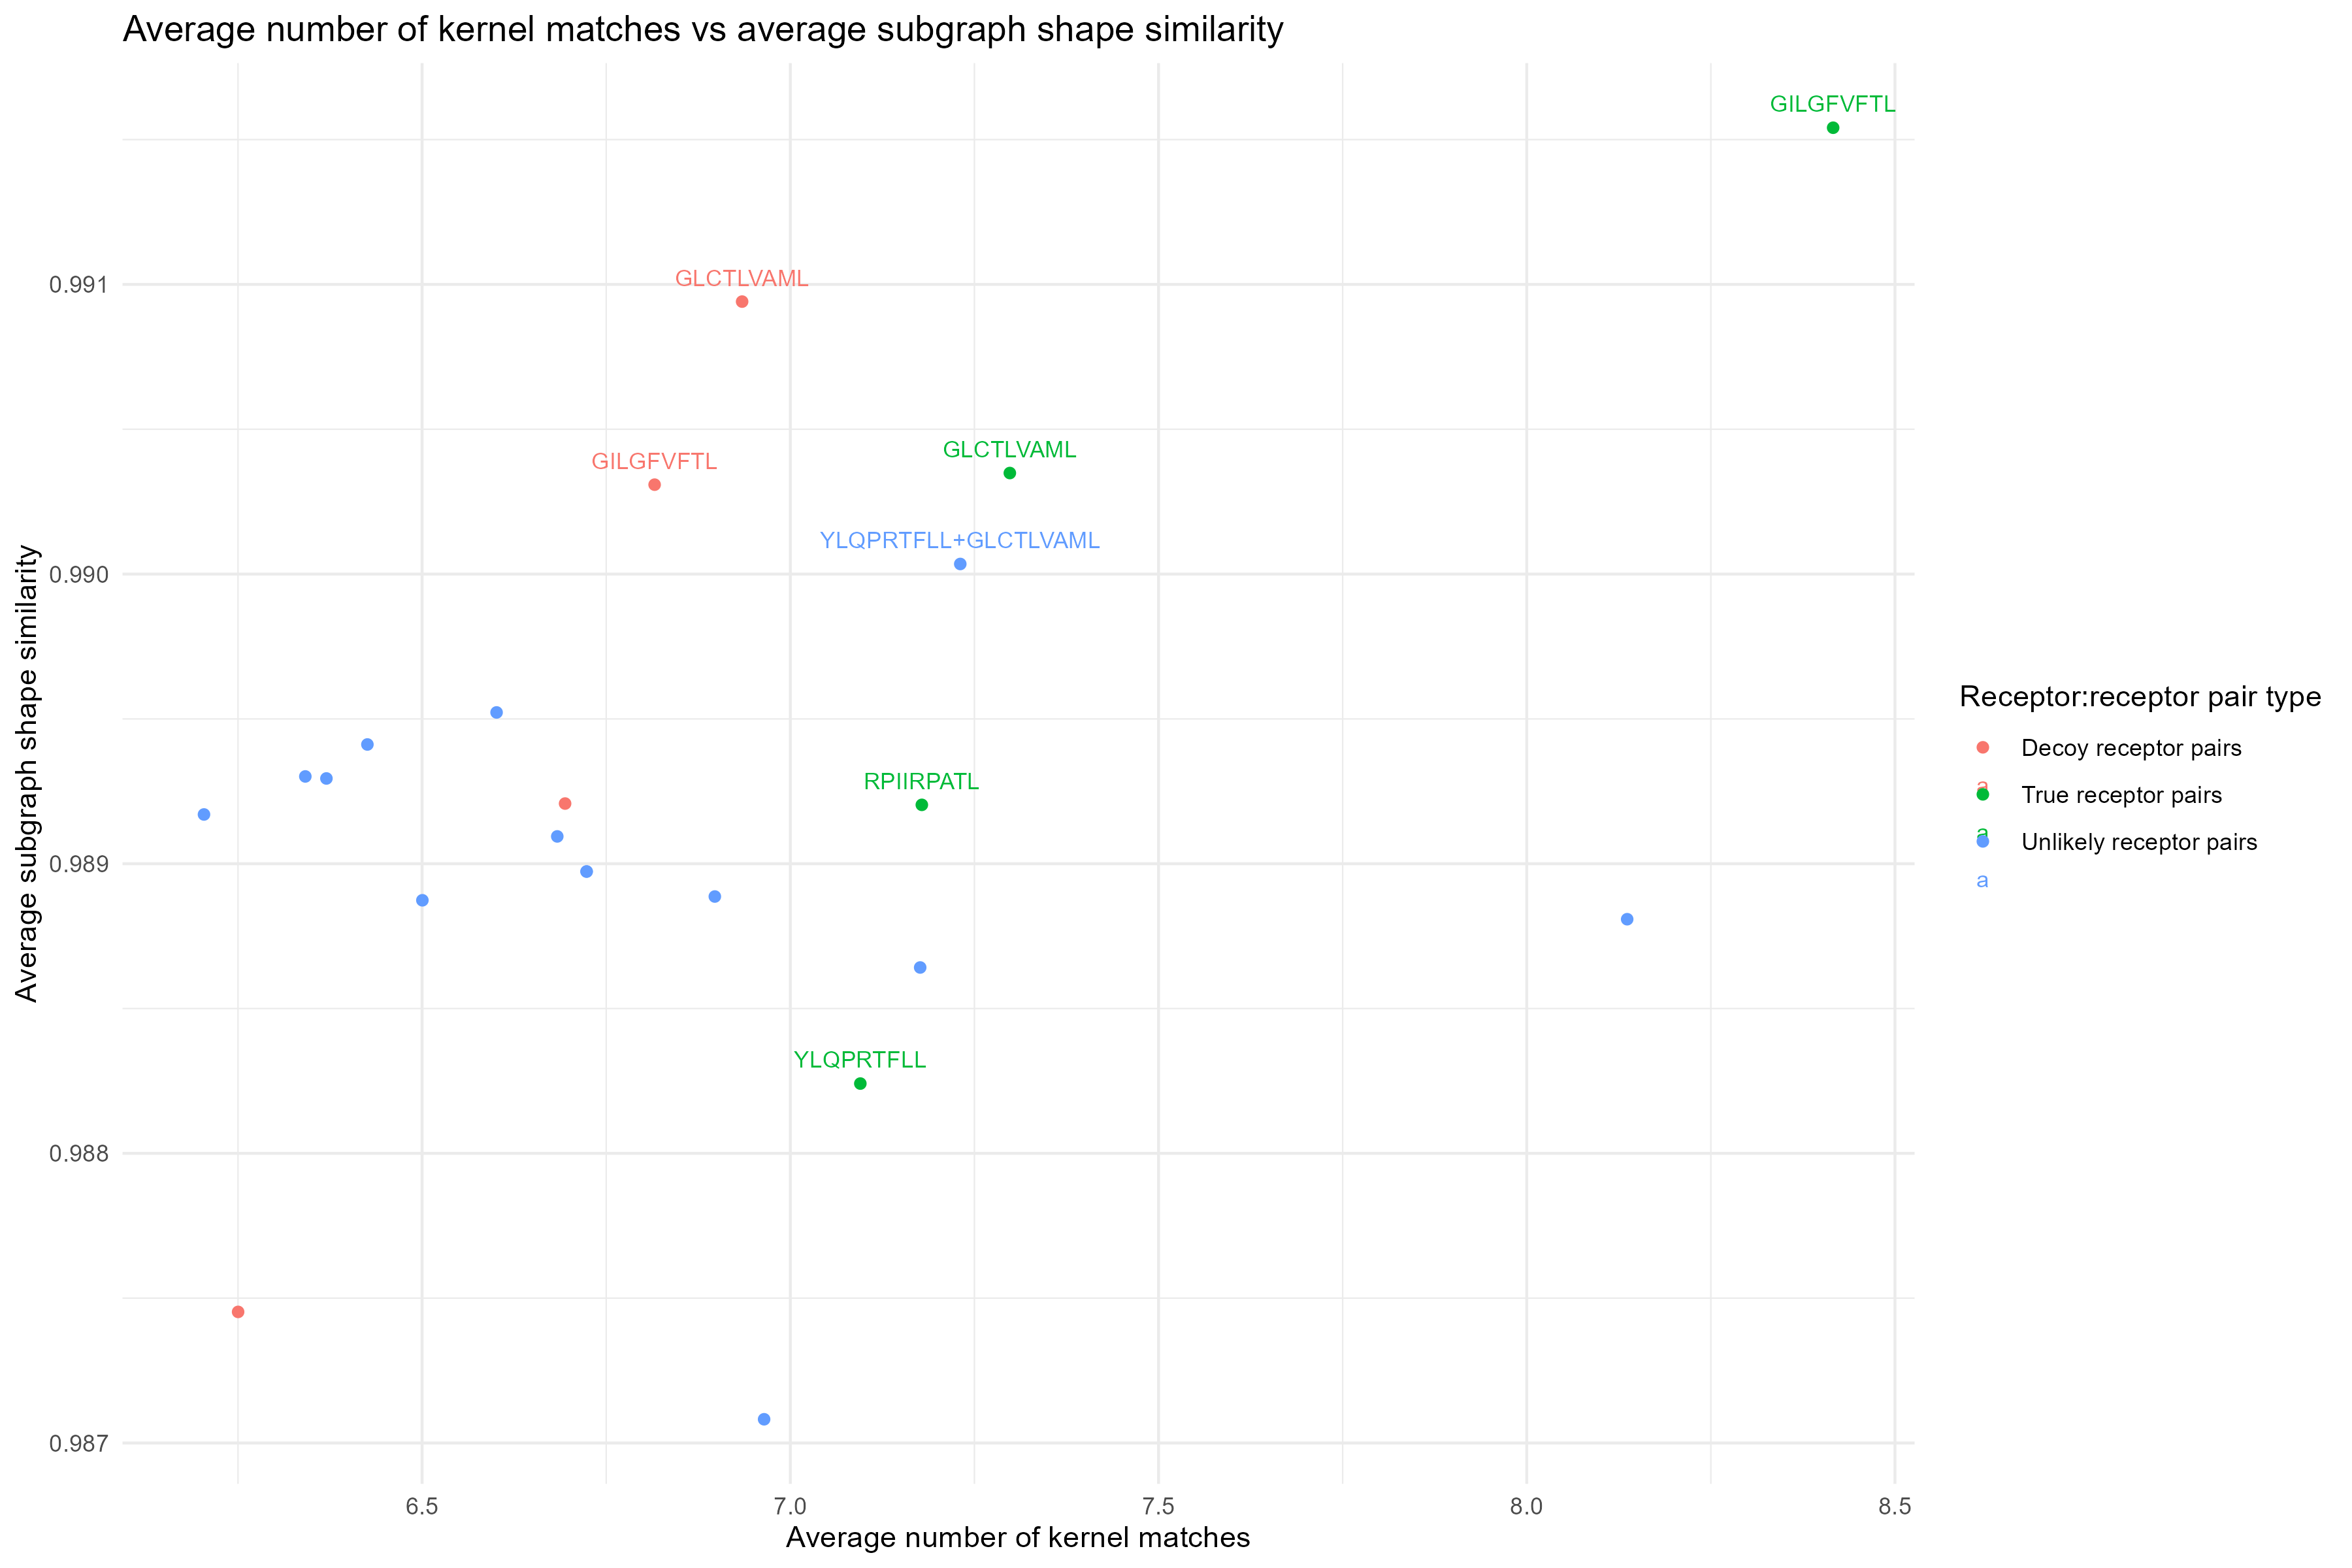 Average number of kernel matches vs average subgraph shape similarity
GILGFVFTL
GLCTLVAML
GILGFVFTL
GLCTLVAML
YLQPRTFLL+GLCTLVAML
RPIIRPATL
YLQPRTFLL
0.991
0.990
0.989
0.988
0.987
Average subgraph shape similarity
6.5
7.0
7.5
8.0
8.5
Average number of kernel matches
Receptor:receptor pair type
Decoy receptor pairs
a
True receptor pairs
a
Unlikely receptor pairs
a